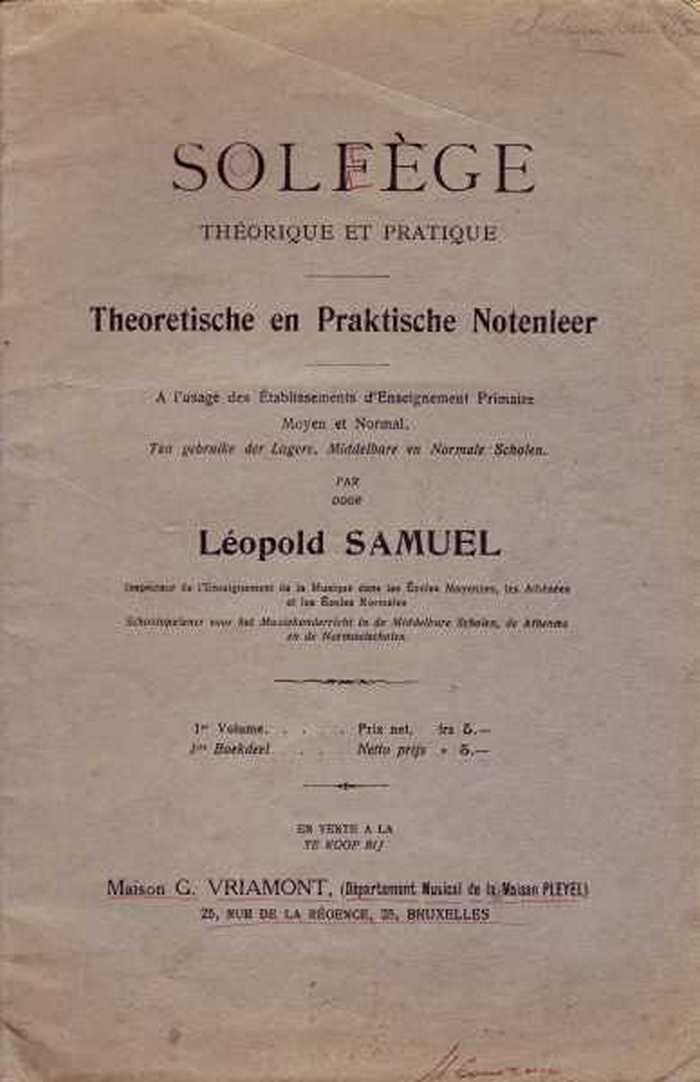 SOLFÈGE
THÉORIQUE ET PRATIQUE
Theoretische en Praktische Notenleer
A l'usage des Établissements d'Enseignement Primaire
Moyen et Normal.
Ten gebruike der Lagere, Middelbare en Normale Scholen.
PAR
DOOR
Léopold SAMUEL
Inspecteur de l'Enseignement de la Musique dans les Écoles Moyennes, les Athénées
et les Écoles Normales
Schoolopziener voor het Muziekonderricht in de Middelbare Scholen, de Athenea
en de Normaalscholen
1er Volume. . . . Prix net, frs 5.—
1ste Boekdeel . . Netto prijs » 5.—
EN VENTE A LA
TE KOOP BIJ
Maison G. VRIAMONT, (Département Musical de la Maison PLEYEL)
25, RUE DE LA RÉGENCE, 25, BRUXELLES